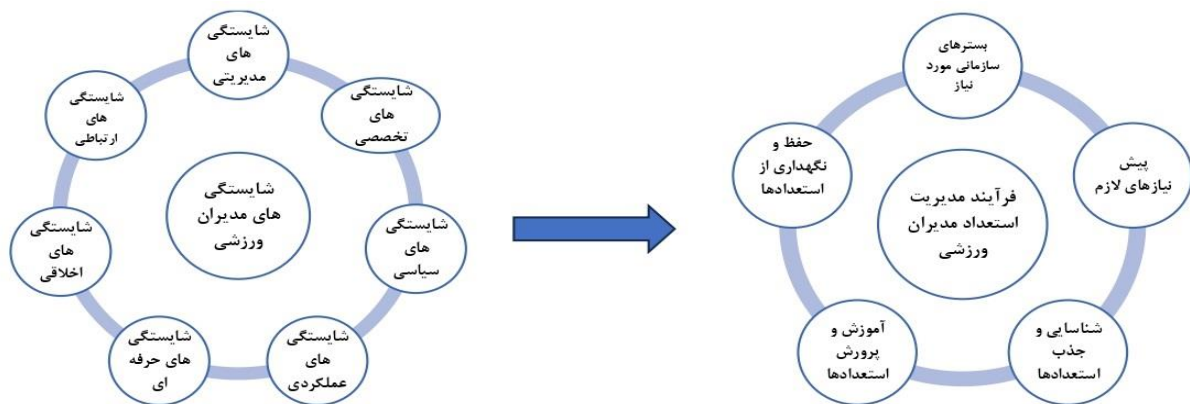 شایستگی
های
مدیریتی
شایستگی
های
تخصصی
شایستگی
های
سیاسی
شایستگی
های
عملکردی
شایستگی
های حرفه
ای
شایستگی
های
اخلاقی
شایستگی
های
ارتباطی
شایستگی
های مدیران
ورزشی
بسترهای
سازمانی مورد
نیاز
پیش
نیازهای لازم
شناسایی و
جذب
استعدادها
آموزش و
پرورش
استعدادها
حفظ و
نگهداری از
استعدادها
فرآیند مدیریت
استعداد مدیران
ورزشی